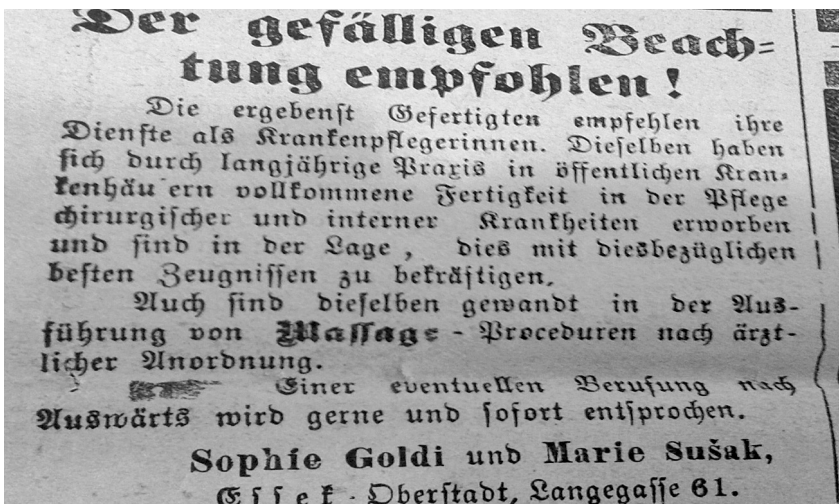 Der gefälligen Beach=
tung empfohlen!
Die ergebenst Gefertigten empfehlen ihre
Dienste als Krankenpflegerinnen. Dieselben haben
sich durch langjährige Praxis in öffentlichen Kran=
kenhäu ern vollkommene Fertigkeit in der Pflege
chirurgischer und interner Krankheiten erworben
und sind in der Lage, dies mit diesbezüglichen
besten Zeugnissen zu bekräftigen.
Auch sind dieselben gewandt in der Aus-
führung von Massage-Proceduren nach ärzt-
licher Anordnung.
Einer eventuellen Berufung nach
Auswärts wird gerne und sofort entsprochen.
Sophie Goldi und Marie Sušak,
Essek - Oberstadt, Langegasse 61.